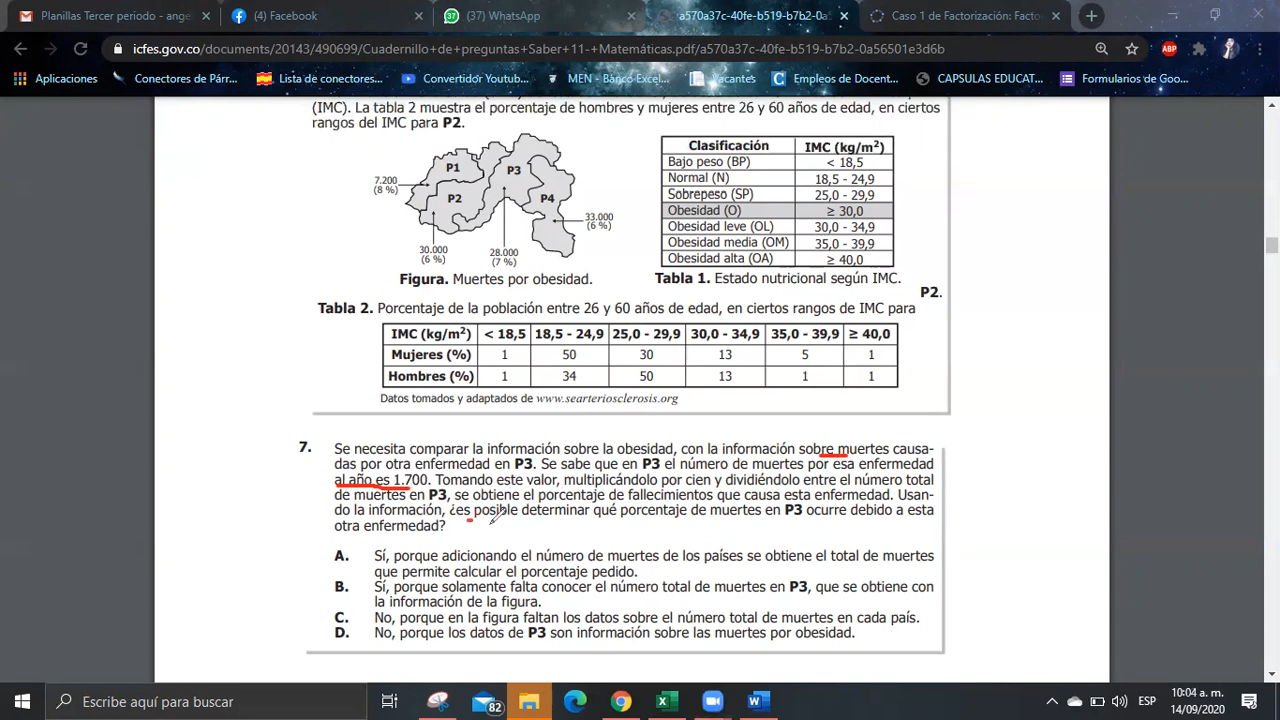 Planillas Tercer periodo - ange
(4) Facebook
(37) WhatsApp
a570a37c-40fe-b519-b7b2-0a5
Caso 1 de Factorización: Facto
icfes.gov.co/documents/20143/490699/Cuadernillo+de+preguntas+Saber+11-+Matemáticas.pdf/a570a37c-40fe-b519-b7b2-0a56501e3d6b
ABP
Aplicaciones
Conectores de Párr...
Lista de conectores...
Convertidor Youtub...
MEN - Banco Excel...
Vacantes
Empleos de Docent...
CAPSULAS EDUCAT...
Formularios de Goo...
(IMC). La tabla 2 muestra el porcentaje de hombres y mujeres entre 26 y 60 años de edad, en ciertos
rangos del IMC para P2.
P1
P2
P3
P4
7.200
(8 %)
30.000
(6 %)
28.000
(7 %)
33.000
(6 %)
Figura. Muertes por obesidad.
Clasificación IMC (kg/m²)
Bajo peso (BP) < 18,5
Normal (N) 18,5 - 24,9
Sobrepeso (SP) 25,0 - 29,9
Obesidad (O) ≥ 30,0
Obesidad leve (OL) 30,0 - 34,9
Obesidad media (OM) 35,0 - 39,9
Obesidad alta (OA) ≥ 40,0
Tabla 1. Estado nutricional según IMC.
P2.
Tabla 2. Porcentaje de la población entre 26 y 60 años de edad, en ciertos rangos de IMC para
IMC (kg/m²) < 18,5 18,5 - 24,9 25,0 - 29,9 30,0 - 34,9 35,0 - 39,9 ≥ 40,0
Mujeres (%) 1 50 30 13 5 1
Hombres (%) 1 34 50 13 1 1
Datos tomados y adaptados de www.searteriosclerosis.org
7. Se necesita comparar la información sobre la obesidad, con la información sobre muertes causa-
das por otra enfermedad en P3. Se sabe que en P3 el número de muertes por esa enfermedad
al año es 1.700. Tomando este valor, multiplicándolo por cien y dividiéndolo entre el número total
de muertes en P3, se obtiene el porcentaje de fallecimientos que causa esta enfermedad. Usan-
do la información, ¿es posible determinar qué porcentaje de muertes en P3 ocurre debido a esta
otra enfermedad?
A. Sí, porque adicionando el número de muertes de los países se obtiene el total de muertes
que permite calcular el porcentaje pedido.
B. Sí, porque solamente falta conocer el número total de muertes en P3, que se obtiene con
la información de la figura.
C. No, porque en la figura faltan los datos sobre el número total de muertes en cada país.
D. No, porque los datos de P3 son información sobre las muertes por obesidad.
Escribe aquí para buscar
82
ESP
10:04 a. m.
14/09/2020